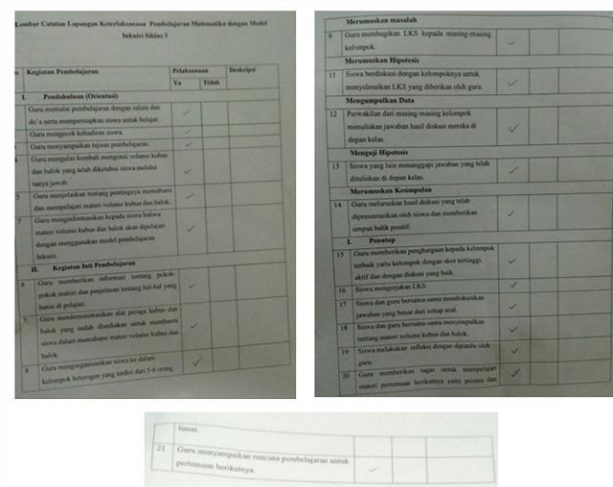 Lembar Catatan Lapangan Keterlaksanaan Pembelajaran Matematika dengan Model
Inkuiri Siklus 3
Kegiatan Pembelajaran
Pelaksanaan
Deskripsi
Ya
Tidak
I. Pendahuluan (Orientasi)
Guru memulai pembelajaran dengan salam dan
do'a serta mempersiapkan siswa untuk belajar.
Guru mengecek kehadiran siswa.
Guru menyampaikan tujuan pembelajaran.
Guru mengulas kembali mengenai volume kubus
dan balok yang telah diketahui siswa melalui
tanya jawab.
5 Guru menjelaskan tentang pentingnya memahami
dan mempelajari materi volume kubus dan balok.
Guru menginformasikan kepada siswa bahwa
materi volume kubus dan balok akan dipelajari
dengan menggunakan model pembelajaran
Inkuiri.
II. Kegiatan Inti Pembelajaran
6 Guru memberikan informasi tentang pokok-
pokok materi dan penjelasan tentang hal-hal yang
harus di pelajari.
Guru mendemonstrasikan alat peraga kubus dan
balok yang sudah disediakan untuk membantu
siswa dalam memahami materi volume kubus dan
balok.
8 Guru mengorganisasikan siswa ke dalam
kelompok heterogen yang terdiri dari 5-6 orang.
Merumuskan masalah
9 Guru membagikan LKS kepada masing-masing
kelompok.
Merumuskan Hipotesis
11 Siswa berdiskusi dengan kelompoknya untuk
menyelesaikan LKS yang diberikan oleh guru.
Mengumpulkan Data
12 Perwakilan dari masing-masing kelompok
menuliskan jawaban hasil diskusi mereka di
depan kelas.
Menguji Hipotesis
13 Siswa yang lain menanggapi jawaban yang telah
dituliskan di depan kelas.
Merumuskan Kesimpulan
14 Guru meluruskan hasil diskusi yang telah
dipresentasikan oleh siswa dan memberikan
umpan balik positif.
I. Penutup
15 Guru memberikan penghargaan kepada kelompok
terbaik yaitu kelompok dengan skor tertinggi,
aktif dan dengan diskusi yang baik.
16 Siswa mengerjakan LKS.
17 Siswa dan guru bersama-sama mendiskusikan
jawaban yang benar dari setiap soal.
18 Siswa dan guru bersama-sama menyimpulkan
tentang materi volume kubus dan balok.
19 Siswa melakukan refleksi dengan dipandu oleh
guru.
20 Guru memberikan tugas untuk mempelajari
materi pertemuan berikutnya yaitu prisma dan
limas.
21 Guru menyampaikan rencana pembelajaran untuk
pertemuan berikutnya.